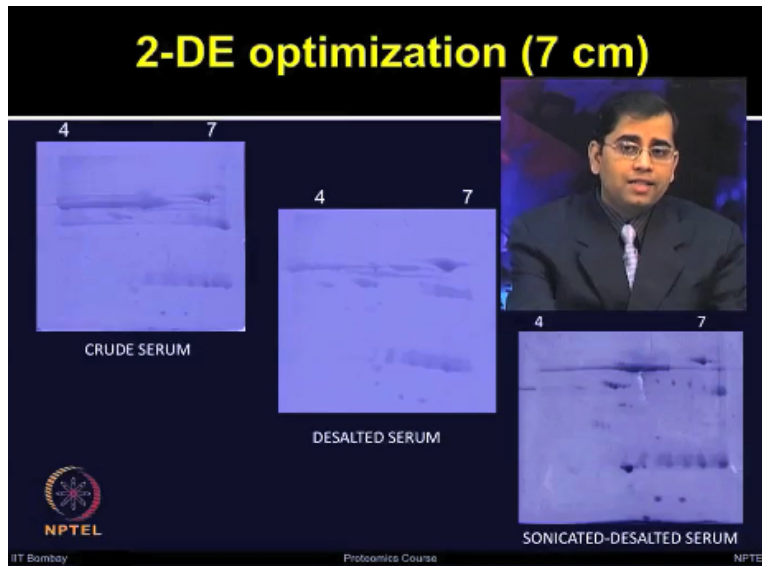 2-DE optimization (7 cm)
4 7
CRUDE SERUM
4 7
DESALTED SERUM
4 7
SONICATED-DESALTED SERUM
NPTEL
IIT Bombay
Proteomics Course
NPTE